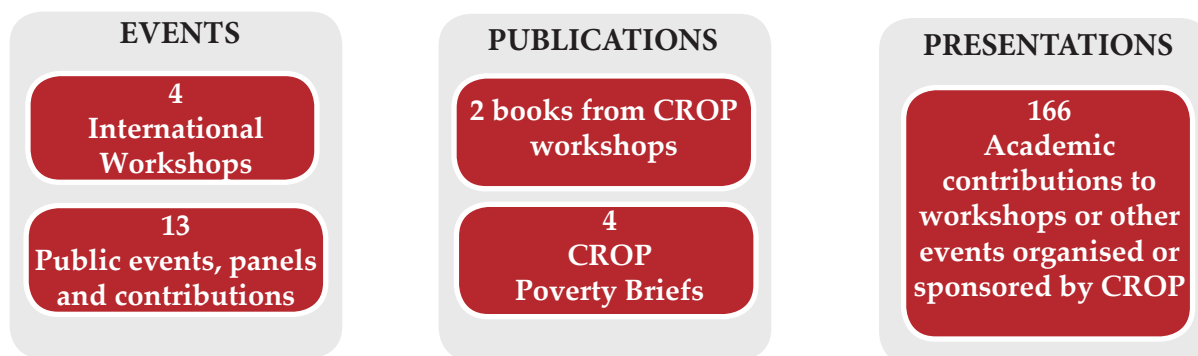 EVENTS
4
International
Workshops
13
Public events, panels
and contributions
PUBLICATIONS
2 books from CROP
workshops
4
CROP
Poverty Briefs
PRESENTATIONS
166
Academic
contributions to
workshops or other
events organised or
sponsored by CROP